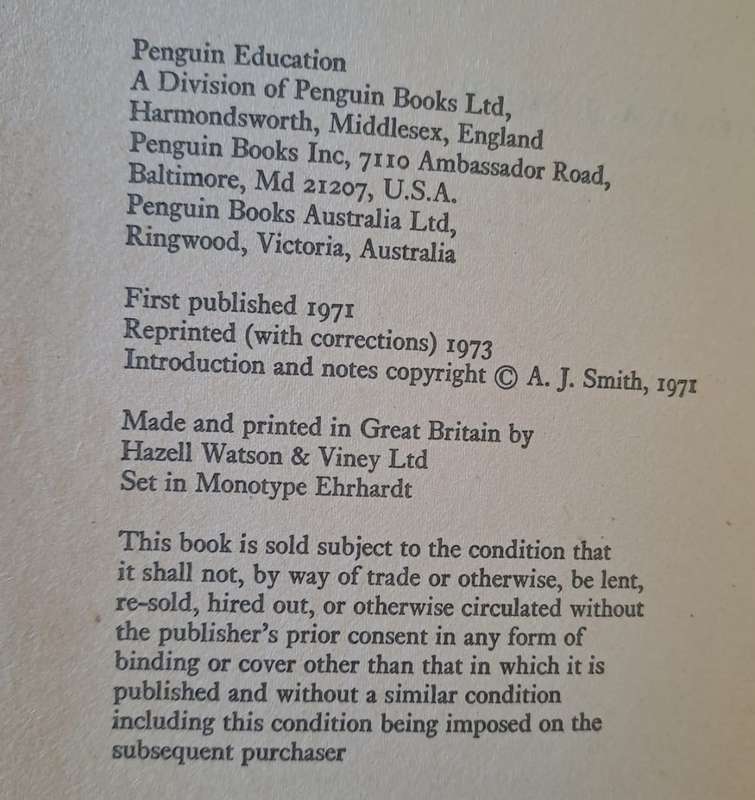 Penguin Education
A Division of Penguin Books Ltd,
Harmondsworth, Middlesex, England
Penguin Books Inc, 7110 Ambassador Road,
Baltimore, Md 21207, U.S.A.
Penguin Books Australia Ltd,
Ringwood, Victoria, Australia
First published 1971
Reprinted (with corrections) 1973
Introduction and notes copyright © A. J. Smith, 1971
Made and printed in Great Britain by
Hazell Watson & Viney Ltd
Set in Monotype Ehrhardt
This book is sold subject to the condition that
it shall not, by way of trade or otherwise, be lent,
re-sold, hired out, or otherwise circulated without
the publisher's prior consent in any form of
binding or cover other than that in which it is
published and without a similar condition
including this condition being imposed on the
subsequent purchaser